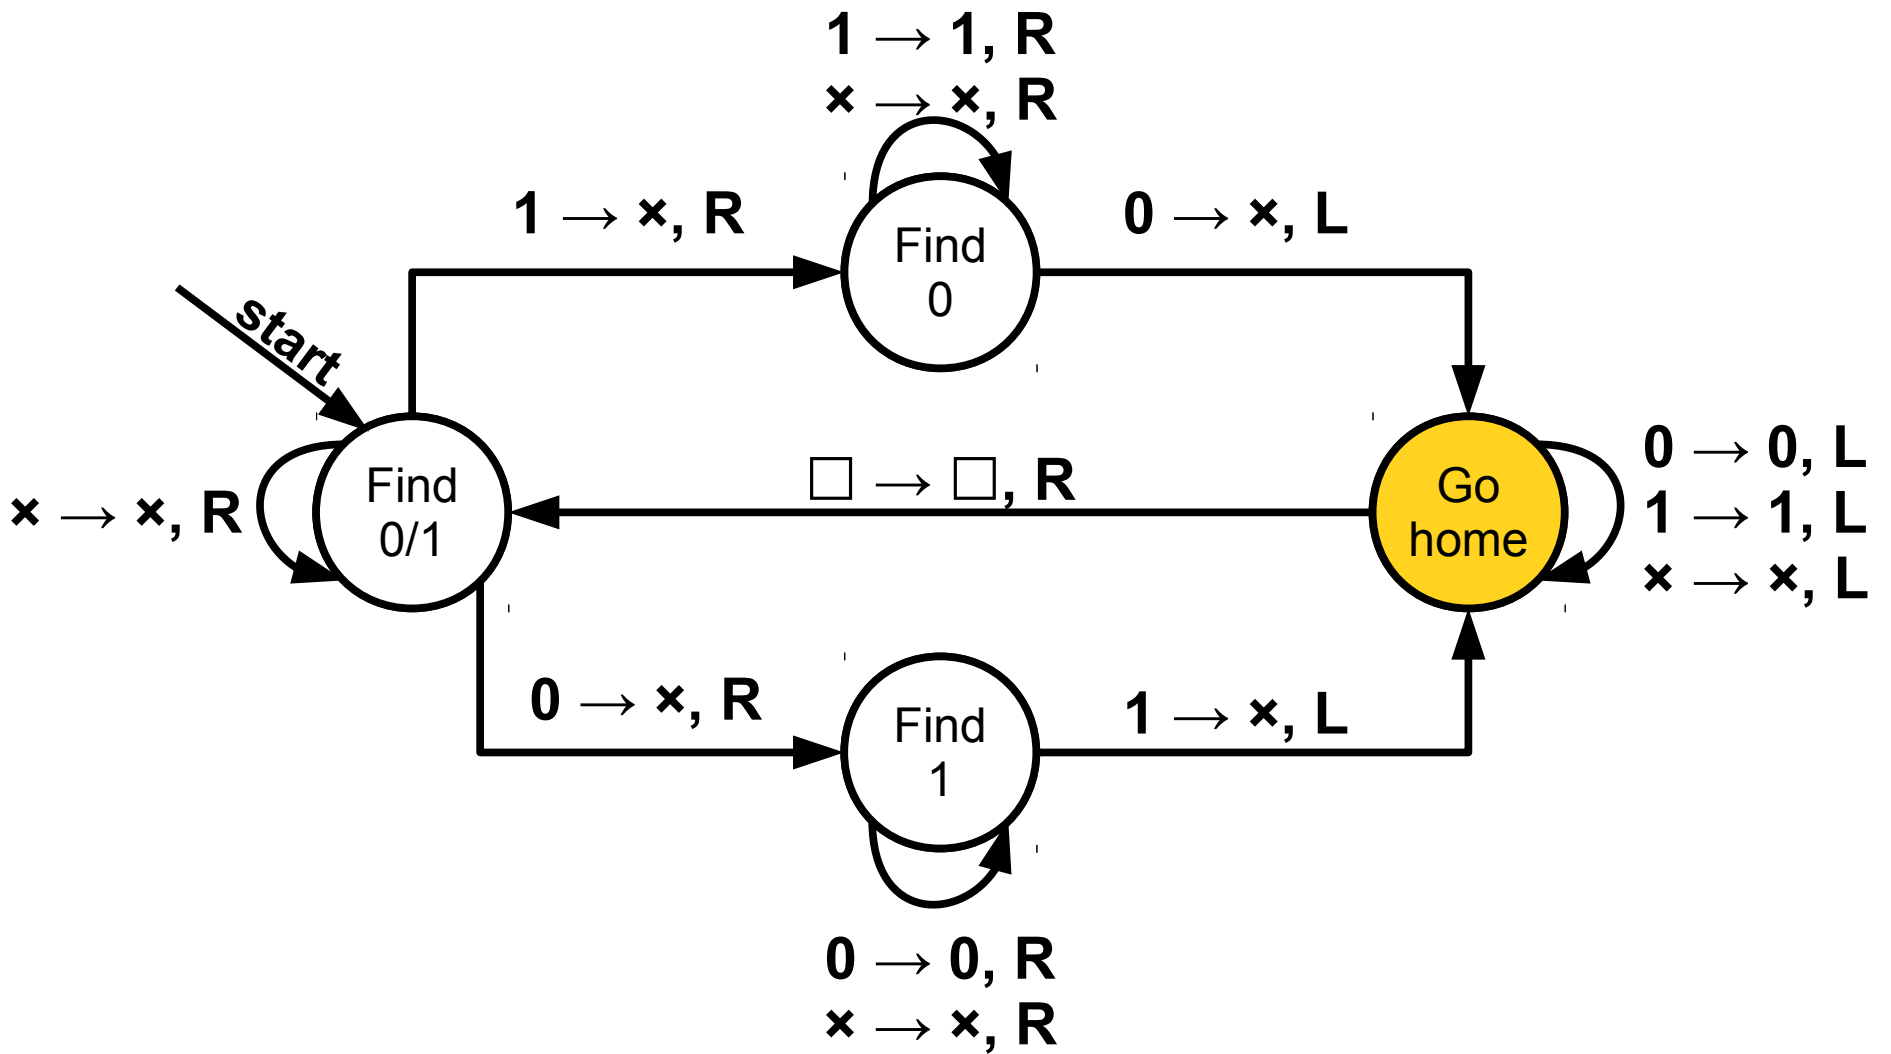 1 → 1, R
× → ×, R
1 → ×, R
0 → ×, L
Find
0
start
Find
0/1
× → ×, R
□ → □, R
Go
home
0 → 0, L
1 → 1, L
× → ×, L
0 → ×, R
1 → ×, L
Find
1
0 → 0, R
× → ×, R